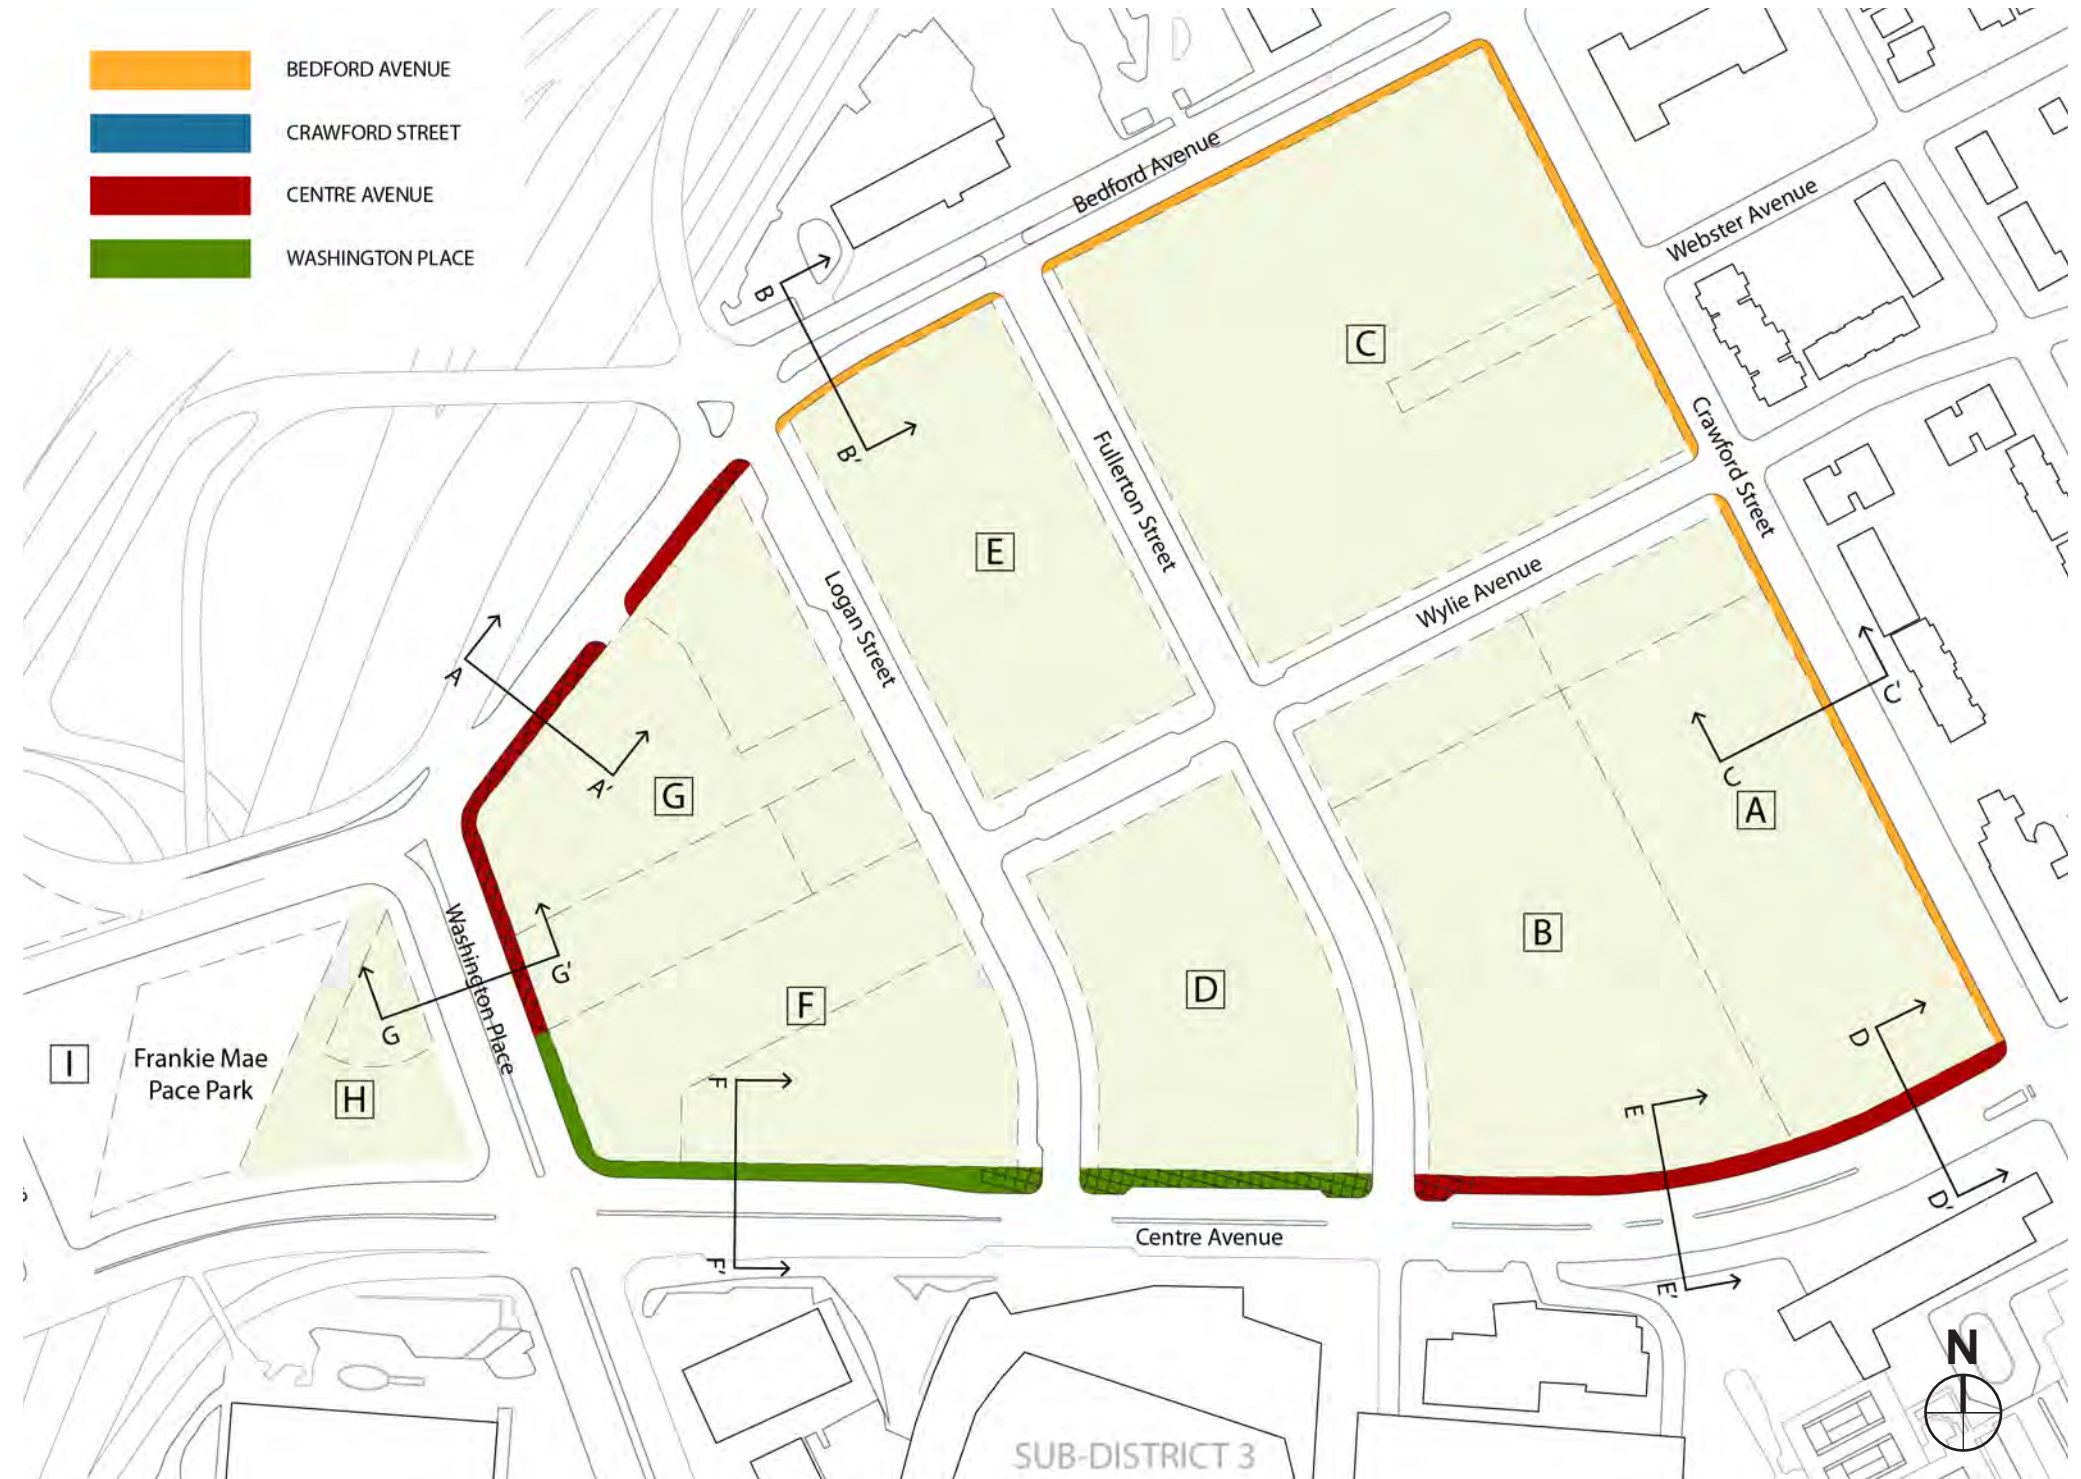 BEDFORD AVENUE
CRAWFORD STREET
CENTRE AVENUE
WASHINGTON PLACE
Bedford Avenue
Webster Avenue
B
C
B'
Crawford Street
Fullerton Street
E
Wylie Avenue
Logan Street
A
C'
A'
G
C
A
Washington Place
B
G'
D
F
G
D
I
Frankie Mae
Pace Park
H
F
E
D'
Centre Avenue
F'
E'
N
SUB-DISTRICT 3